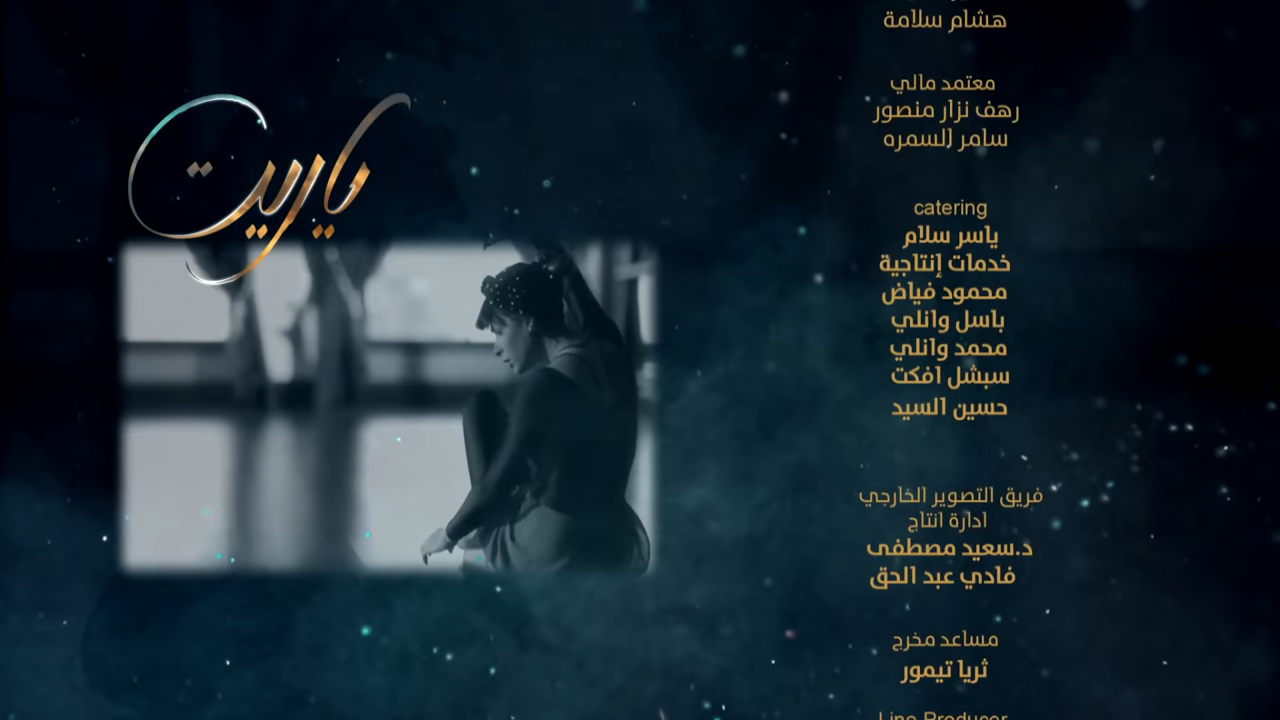 ياريت
هشام سلامة
معتمد مالي
رهف نزار منصور
سامر السمره
catering
ياسر سلام
خدمات إنتاجية
محمود فياض
باسل وانلي
محمد وانلي
سبشل افكت
حسين السيد
فريق التصوير الخارجي
ادارة انتاج
د.سعيد مصطفى
فادي عبد الحق
مساعد مخرج
ثريا تيمور
Line Producer